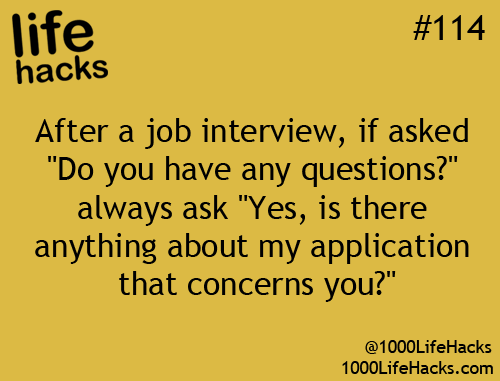 life
hacks
#114
After a job interview, if asked
"Do you have any questions?"
always ask "Yes, is there
anything about my application
that concerns you?"
@1000LifeHacks
1000LifeHacks.com